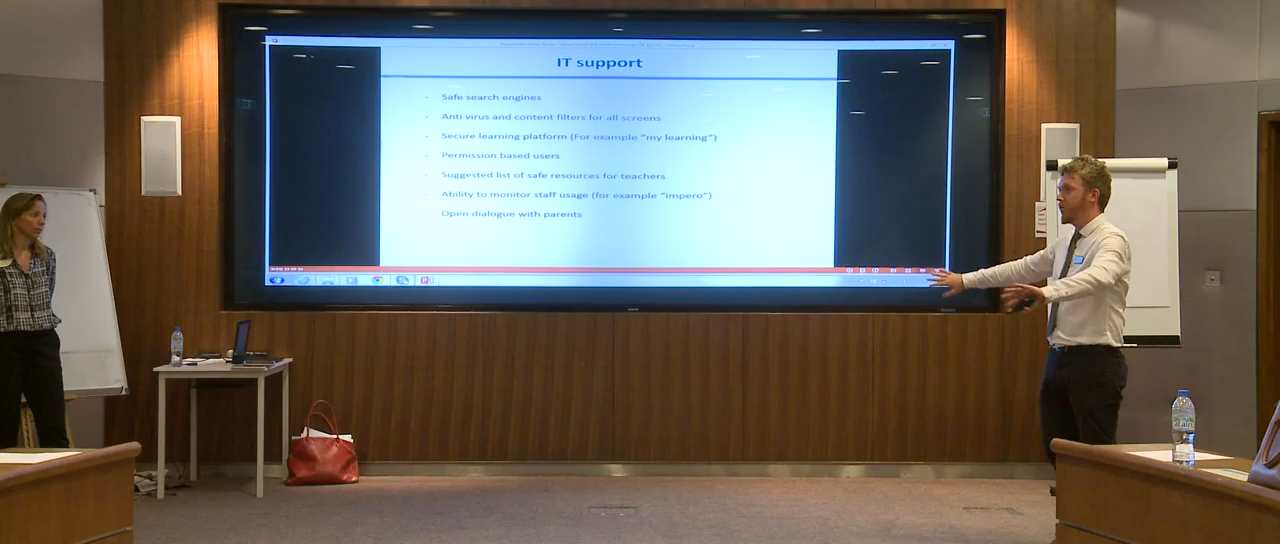 IT support
- Safe search engines
- Anti virus and content filters for all screens
- Secure learning platform (For example "my learning")
- Permission based users
- Suggested list of safe resources for teachers
- Ability to monitor staff usage (for example "impero")
- Open dialogue with parents